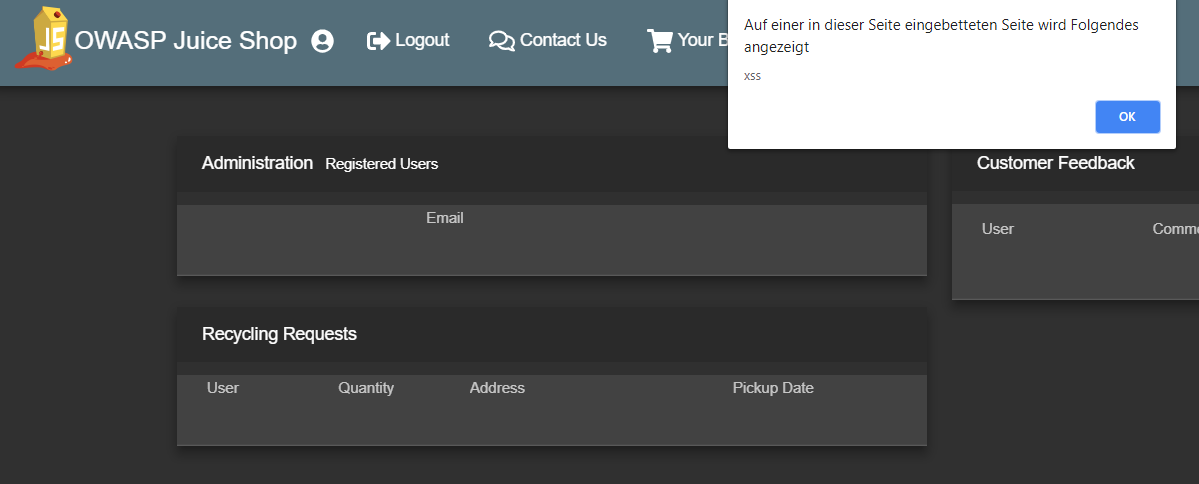 OWASP Juice Shop
Logout
Contact Us
Your B
Auf einer in dieser Seite eingebetteten Seite wird Folgendes
angezeigt
xss
OK
Administration Registered Users
Email
Customer Feedback
User Comme
Recycling Requests
User Quantity Address Pickup Date